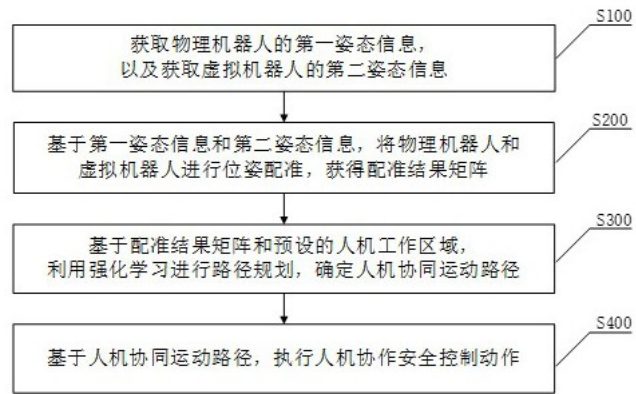 S100
获取物理机器人的第一姿态信息，
以及获取虚拟机器人的第二姿态信息
S200
基于第一姿态信息和第二姿态信息，将物理机器人和
虚拟机器人进行位姿配准，获得配准结果矩阵
S300
基于配准结果矩阵和预设的人机工作区域，
利用强化学习进行路径规划，确定人机协同运动路径
S400
基于人机协同运动路径，执行人机协作安全控制动作